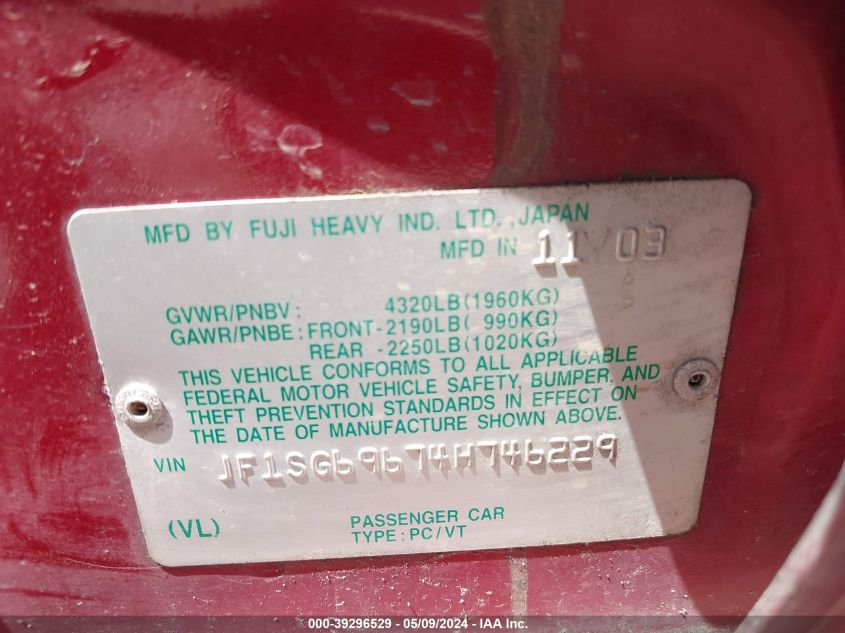 MFD BY FUJI HEAVY IND. LTD., JAPAN
MFD IN 11/03
GVWR/PNBV: 4320LB(1960KG)
GAWR/PNBE: FRONT-2190LB( 990KG)
REAR -2250LB(1020KG)
THIS VEHICLE CONFORMS TO ALL APPLICABLE
FEDERAL MOTOR VEHICLE SAFETY, BUMPER, AND
THEFT PREVENTION STANDARDS IN EFFECT ON
THE DATE OF MANUFACTURE SHOWN ABOVE.
VIN JF1SG69674H746229
(VL) PASSENGER CAR
TYPE: PC/VT
000-39296529 - 05/09/2024 - IAA Inc.